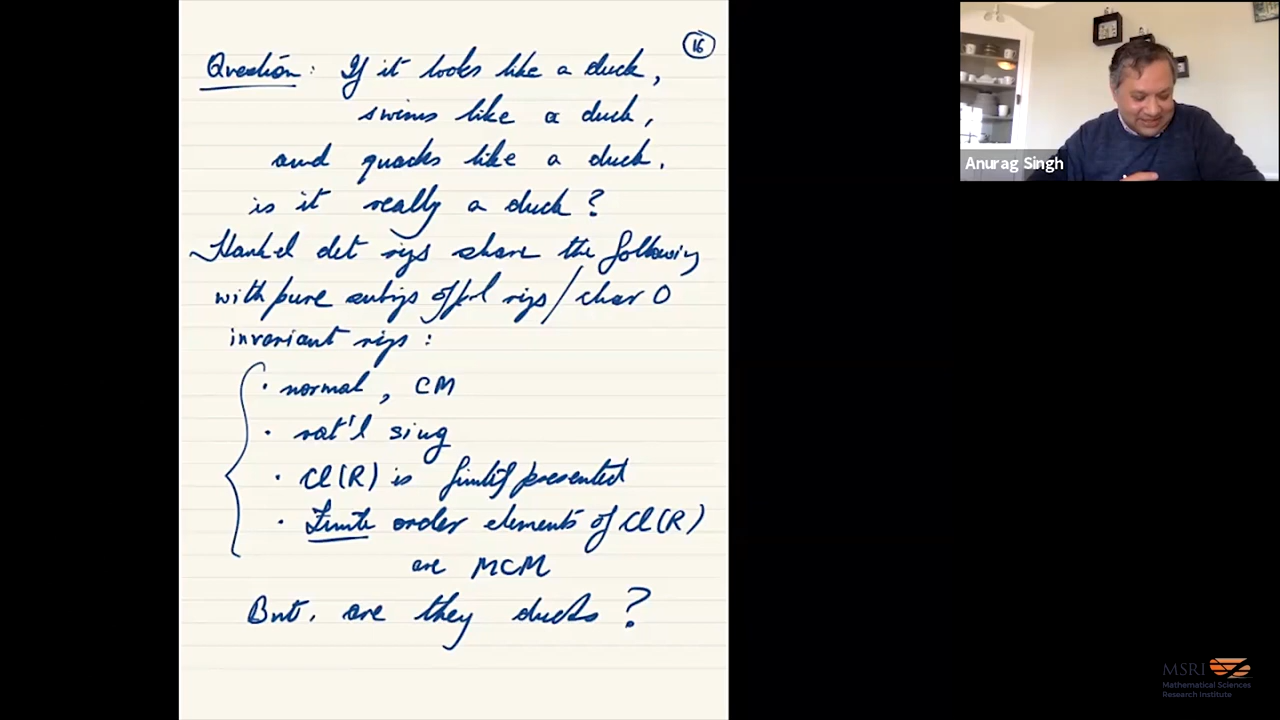 16
Question: If it looks like a duck,
swims like a duck,
and quacks like a duck,
is it really a duck?
Hankel det rigs share the following
with pure subrigs of pol rigs/char 0
invariant rigs:
· normal, CM
· rat'l sing
· Cl(R) is finitely presented
· Finite order elements of Cl(R)
are MCM
But, are they ducks?
Anurag Singh
MSRI
Mathematical Sciences
Research Institute